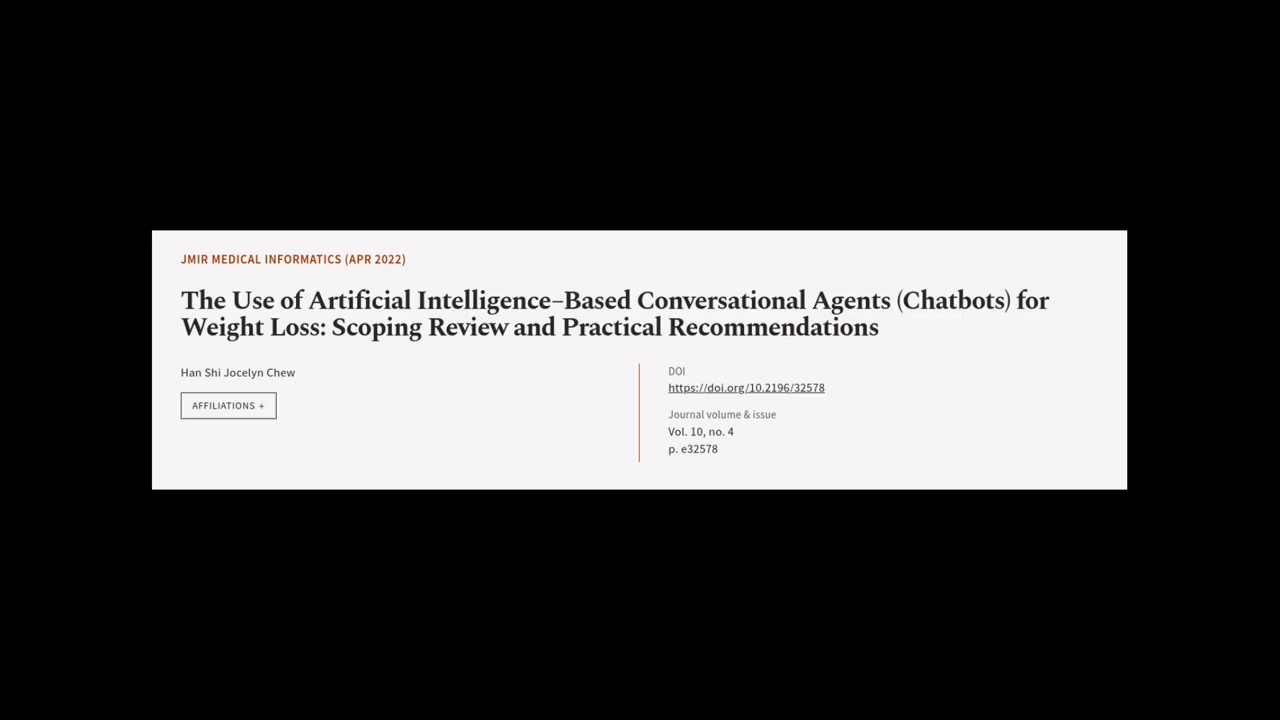 JMIR MEDICAL INFORMATICS (APR 2022)
The Use of Artificial Intelligence–Based Conversational Agents (Chatbots) for
Weight Loss: Scoping Review and Practical Recommendations
Han Shi Jocelyn Chew
AFFILIATIONS +
DOI
https://doi.org/10.2196/32578
Journal volume & issue
Vol. 10, no. 4
p. e32578